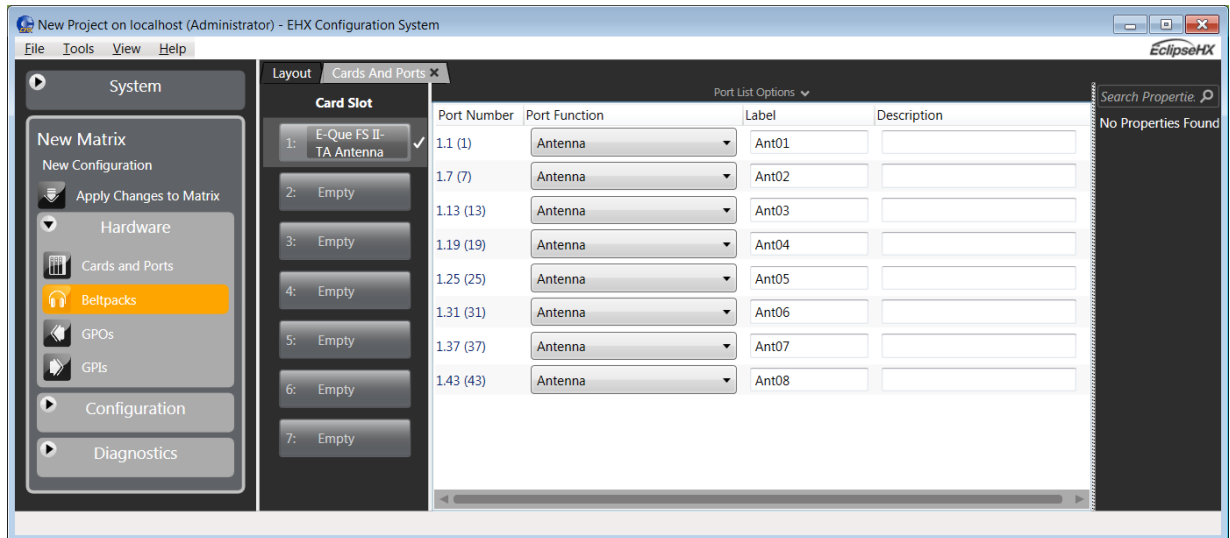 New Project on localhost (Administrator) - EHX Configuration System
File Tools View Help
EclipseHX
System
New Matrix
New Configuration
Apply Changes to Matrix
Hardware
Cards and Ports
Beltpacks
GPOs
GPIs
Configuration
Diagnostics
Layout Cards And Ports
Card Slot
1: E-Que FS II-
TA Antenna
2: Empty
3: Empty
4: Empty
5: Empty
6: Empty
7: Empty
Port List Options
Port Number Port Function Label Description
1.1 (1) Antenna Ant01
1.7 (7) Antenna Ant02
1.13 (13) Antenna Ant03
1.19 (19) Antenna Ant04
1.25 (25) Antenna Ant05
1.31 (31) Antenna Ant06
1.37 (37) Antenna Ant07
1.43 (43) Antenna Ant08
Search Propertie.
No Properties Found